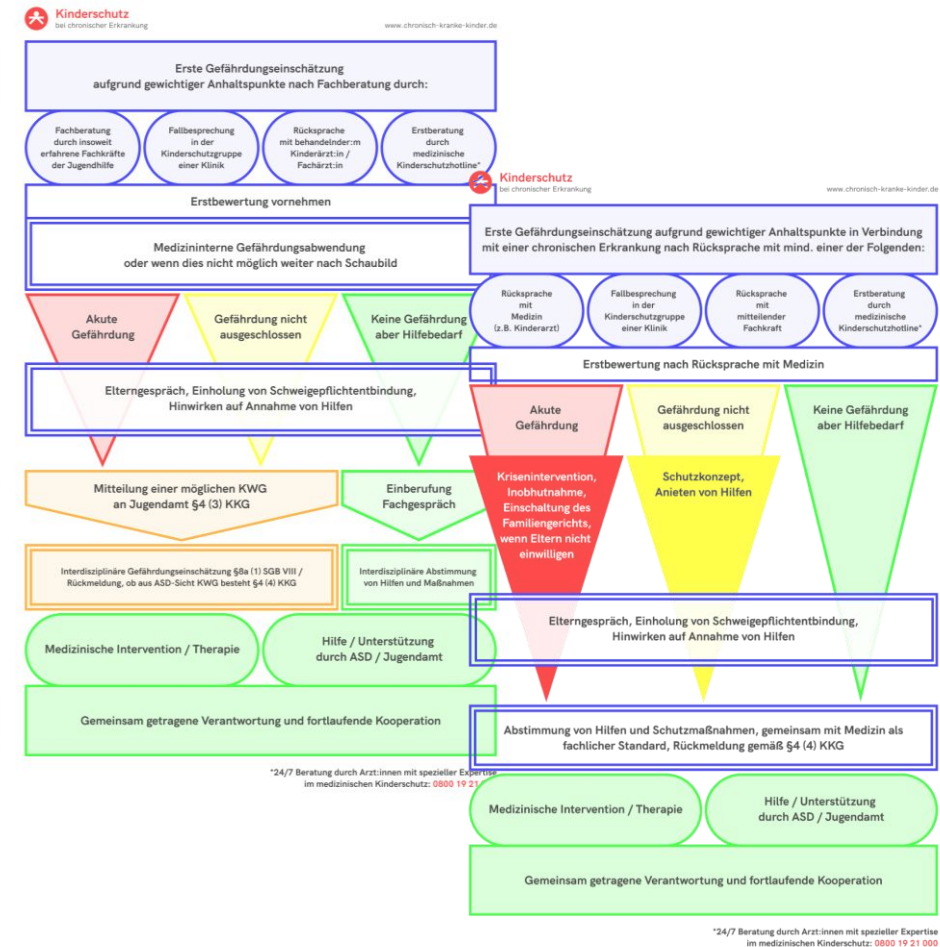 Kinderschutz
bei chronischer Erkrankung
www.chronisch-kranke-kinder.de
Erste Gefährdungseinschätzung
aufgrund gewichtiger Anhaltspunkte nach Fachberatung durch:
Fachberatung
durch insoweit
erfahrene Fachkräfte
der Jugendhilfe
Fallbesprechung
in der
Kinderschutzgruppe
einer Klinik
Rücksprache
mit behandelnder:m
Kinderärzt:in /
Fachärzt:in
Erstberatung
durch
medizinische
Kinderschutzhotline*
Erstbewertung vornehmen
Medizininterne Gefährdungsabwendung
oder wenn dies nicht möglich weiter nach Schaubild
Akute
Gefährdung
Gefährdung nicht
ausgeschlossen
Keine Gefährdung
aber Hilfebedarf
Elterngespräch, Einholung von Schweigepflichtentbindung,
Hinwirken auf Annahme von Hilfen
Mitteilung einer möglichen KWG
an Jugendamt §4 (3) KKG
Einberufung
Fachgespräch
Interdisziplinäre Gefährdungseinschätzung §8a (1) SGB VIII /
Rückmeldung, ob aus ASD-Sicht KWG besteht §4 (4) KKG
Interdisziplinäre Abstimmung
von Hilfen und Maßnahmen
Medizinische Intervention / Therapie
Hilfe / Unterstützung
durch ASD / Jugendamt
Gemeinsam getragene Verantwortung und fortlaufende Kooperation
*24/7 Beratung durch Arzt:innen mit spezieller Expertise
im medizinischen Kinderschutz: 0800 19 21
Kinderschutz
bei chronischer Erkrankung
www.chronisch-kranke-kinder.de
Erste Gefährdungseinschätzung aufgrund gewichtiger Anhaltspunkte in Verbindung
mit einer chronischen Erkrankung nach Rücksprache mit mind. einer der Folgenden:
Rücksprache
mit
Medizin
(z.B. Kinderarzt)
Fallbesprechung
in der
Kinderschutzgruppe
einer Klinik
Rücksprache
mit
mitteilender
Fachkraft
Erstberatung
durch
medizinische
Kinderschutzhotline*
Erstbewertung nach Rücksprache mit Medizin
Akute
Gefährdung
Gefährdung nicht
ausgeschlossen
Keine Gefährdung
aber Hilfebedarf
Krisenintervention,
Inobhutnahme,
Einschaltung des
Familiengerichts,
wenn Eltern nicht
einwilligen
Schutzkonzept,
Anieten von Hilfen
Elterngespräch, Einholung von Schweigepflichtentbindung,
Hinwirken auf Annahme von Hilfen
Abstimmung von Hilfen und Schutzmaßnahmen, gemeinsam mit Medizin als
fachlicher Standard, Rückmeldung gemäß §4 (4) KKG
Medizinische Intervention / Therapie
Hilfe / Unterstützung
durch ASD / Jugendamt
Gemeinsam getragene Verantwortung und fortlaufende Kooperation
*24/7 Beratung durch Arzt:innen mit spezieller Expertise
im medizinischen Kinderschutz: 0800 19 21 000